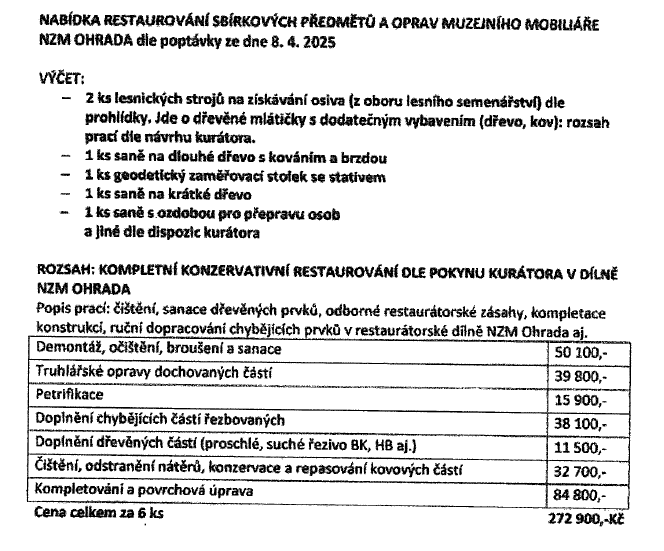 NABÍDKA RESTAUROVÁNÍ SBÍRKOVÝCH PŘEDMĚTŮ A OPRAV MUZEJNÍHO MOBILIÁŘE
NZM OHRADA dle poptávky ze dne 8. 4. 2025
VÝČET:
– 2 ks lesnických strojů na získávání osiva (z oboru lesního semenářství) dle
prohlídky. Jde o dřevěné mlátičky s dodatečným vybavením (dřevo, kov): rozsah
prací dle návrhu kurátora.
– 1 ks saně na dlouhé dřevo s kováním a brzdou
– 1 ks geodetický zaměřovací stolek se stativem
– 1 ks saně na krátké dřevo
– 1 ks saně s ozdobou pro přepravu osob
a jiné dle dispozic kurátora
ROZSAH: KOMPLETNÍ KONZERVATIVNÍ RESTAUROVÁNÍ DLE POKYNU KURÁTORA V DÍLNĚ
NZM OHRADA
Popis prací: čištění, sanace dřevěných prvků, odborné restaurátorské zásahy, kompletace
konstrukcí, ruční dopracování chybějících prvků v restaurátorské dílně NZM Ohrada aj.
Demontáž, očištění, broušení a sanace 50 100,-
Truhlářské opravy dochovaných částí 39 800,-
Petrifikace 15 900,-
Doplnění chybějících částí řezbovaných 38 100,-
Doplnění dřevěných částí (proschlé, suché řezivo BK, HB aj.) 11 500,-
Čištění, odstranění nátěrů, konzervace a repasování kovových částí 32 700,-
Kompletování a povrchová úprava 84 800,-
Cena celkem za 6 ks 272 900,-Kč